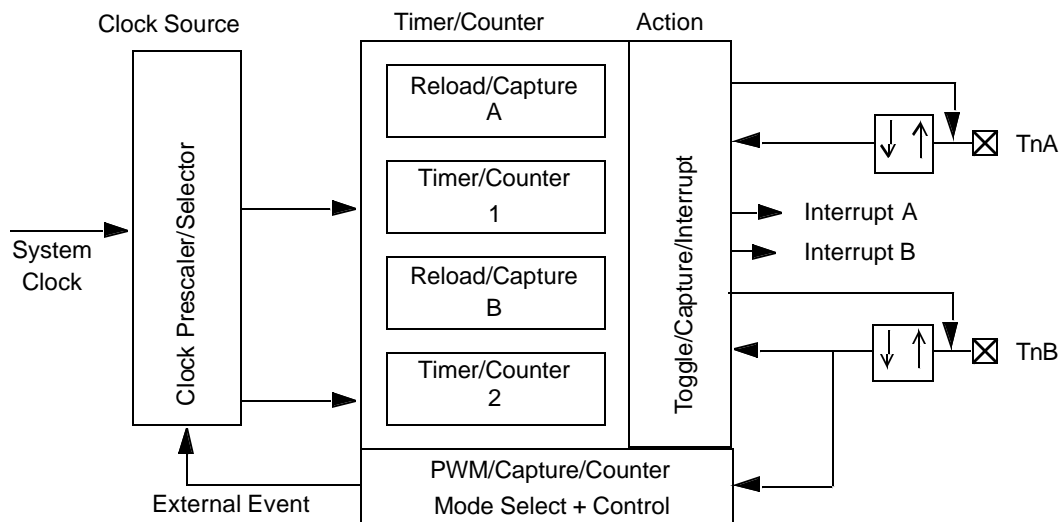 Clock Source
Timer/Counter
Action
Reload/Capture
A
Timer/Counter
1
Reload/Capture
B
Timer/Counter
2
Clock Prescaler/Selector
Toggle/Capture/Interrupt
System
Clock
TnA
Interrupt A
Interrupt B
TnB
PWM/Capture/Counter
Mode Select + Control
External Event